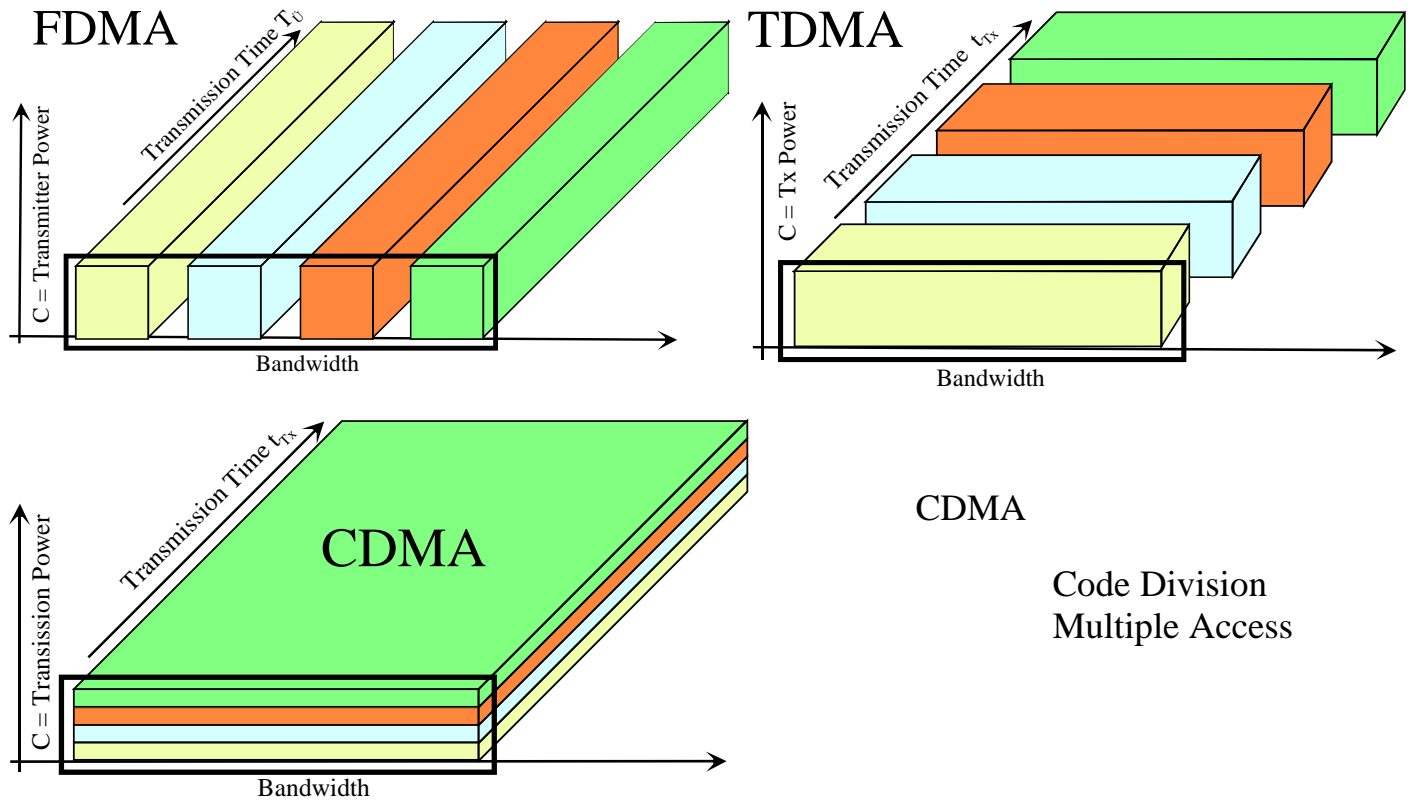 FDMA
Transmission Time T_Ü
C = Transmitter Power
Bandwidth
TDMA
Transmission Time t_Tx
C = Tx Power
Bandwidth
Transmission Time t_Tx
C = Transission Power
CDMA
Bandwidth
CDMA
Code Division
Multiple Access